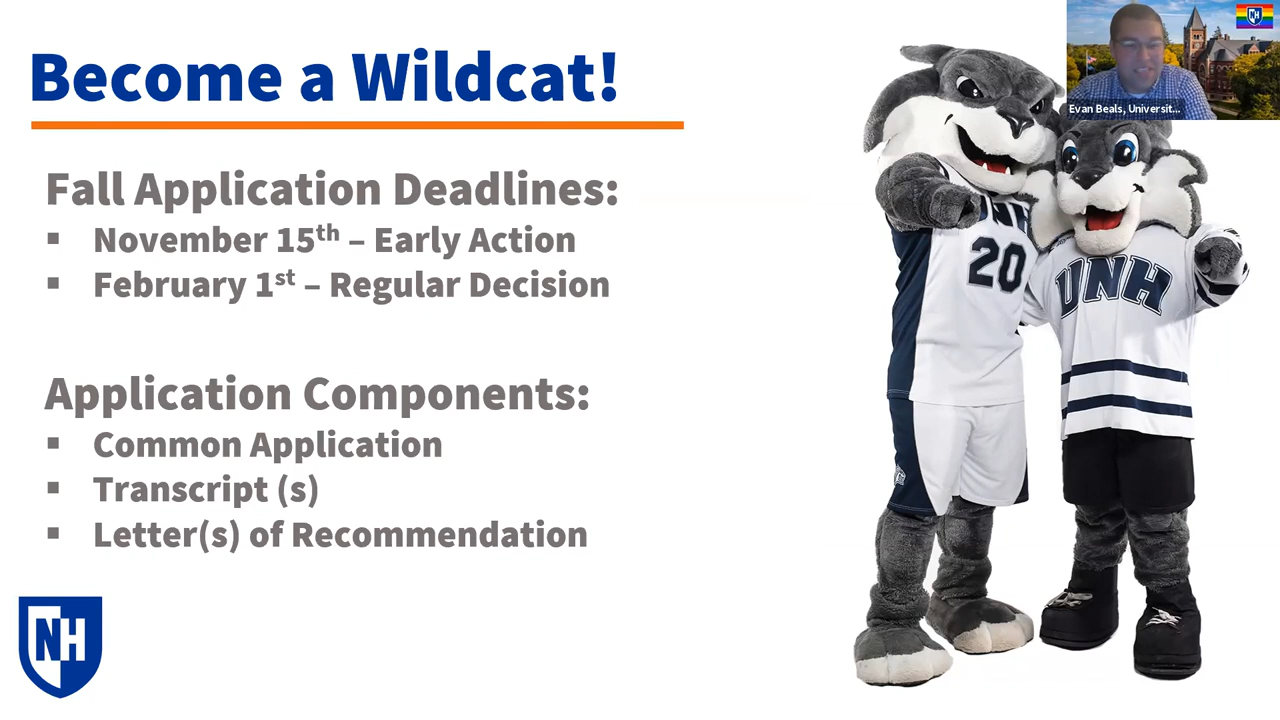 Become a Wildcat!
Fall Application Deadlines:
▪ November 15th – Early Action
▪ February 1st – Regular Decision
Application Components:
▪ Common Application
▪ Transcript (s)
▪ Letter(s) of Recommendation
NH
UNH
20
UNH
NH
Evan Beals, Universit...